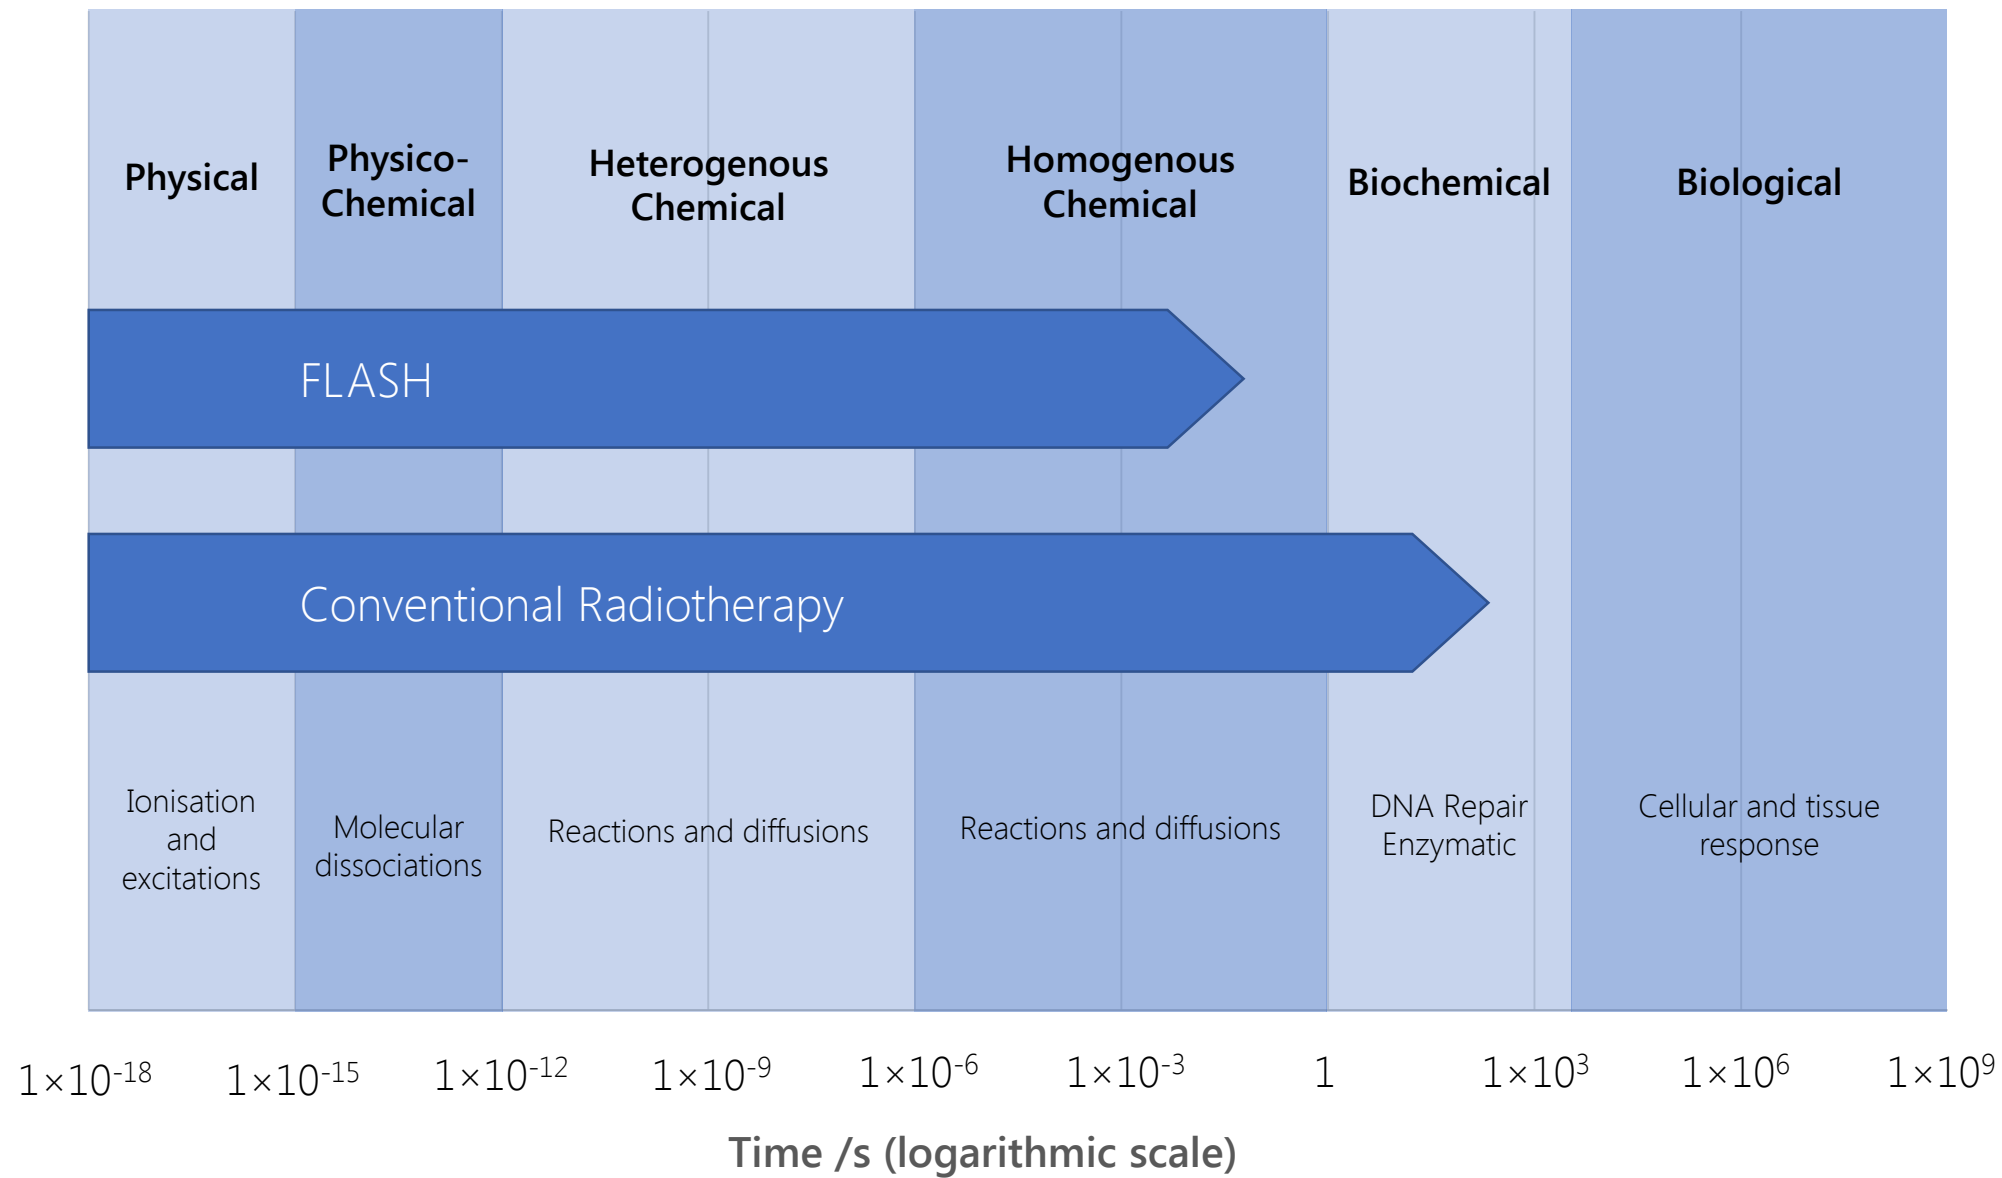 Physical
Physico-
Chemical
Heterogenous
Chemical
Homogenous
Chemical
Biochemical
Biological
FLASH
Conventional Radiotherapy
Ionisation
and
excitations
Molecular
dissociations
Reactions and diffusions
Reactions and diffusions
DNA Repair
Enzymatic
Cellular and tissue
response
1×10⁻¹⁸ 1×10⁻¹⁵ 1×10⁻¹² 1×10⁻⁹ 1×10⁻⁶ 1×10⁻³ 1 1×10³ 1×10⁶ 1×10⁹
Time /s (logarithmic scale)